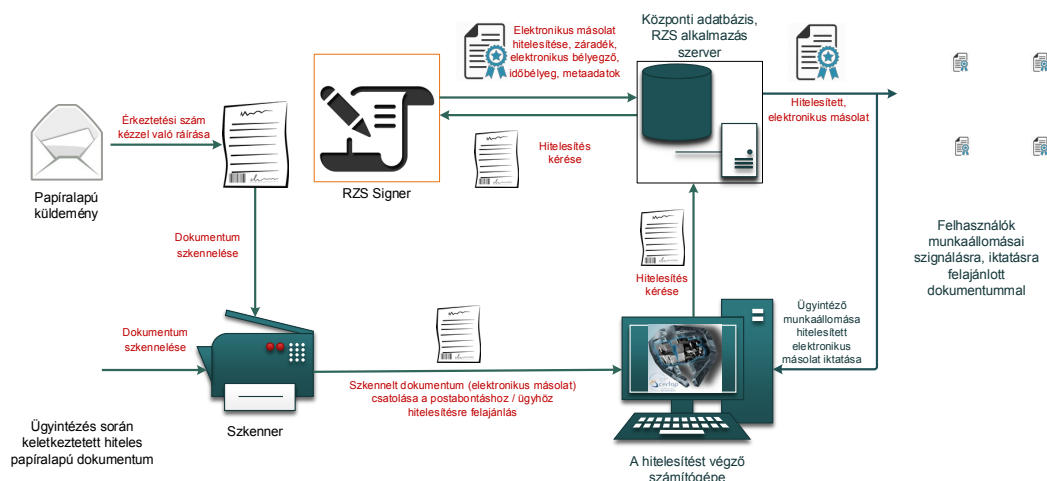 Elektronikus másolat
hitelesítése, záradék,
elektronikus bélyegző,
időbélyeg, metaadatok
Központi adatbázis,
RZS alkalmazás
szerver
Érkeztetési szám
kézzel való ráírása
Hitelesített,
elektronikus másolat
Hitelesítés
kérése
RZS Signer
Papíralapú
küldemény
Dokumentum
szkennelése
Hitelesítés
kérése
Felhasználók
munkaállomásai
szignálásra, iktatásra
felajánlott
dokumentummal
Ügyintéző
munkaállomása
hitelesített
elektronikus
másolat iktatása
Dokumentum
szkennelése
Szkennelt dokumentum (elektronikus másolat)
csatolása a postabontáshoz / ügyhöz
hitelesítésre felajánlás
certop
Szkenner
Ügyintézés során
keletkeztetett hiteles
papíralapú dokumentum
A hitelesítést végző
számítógépe